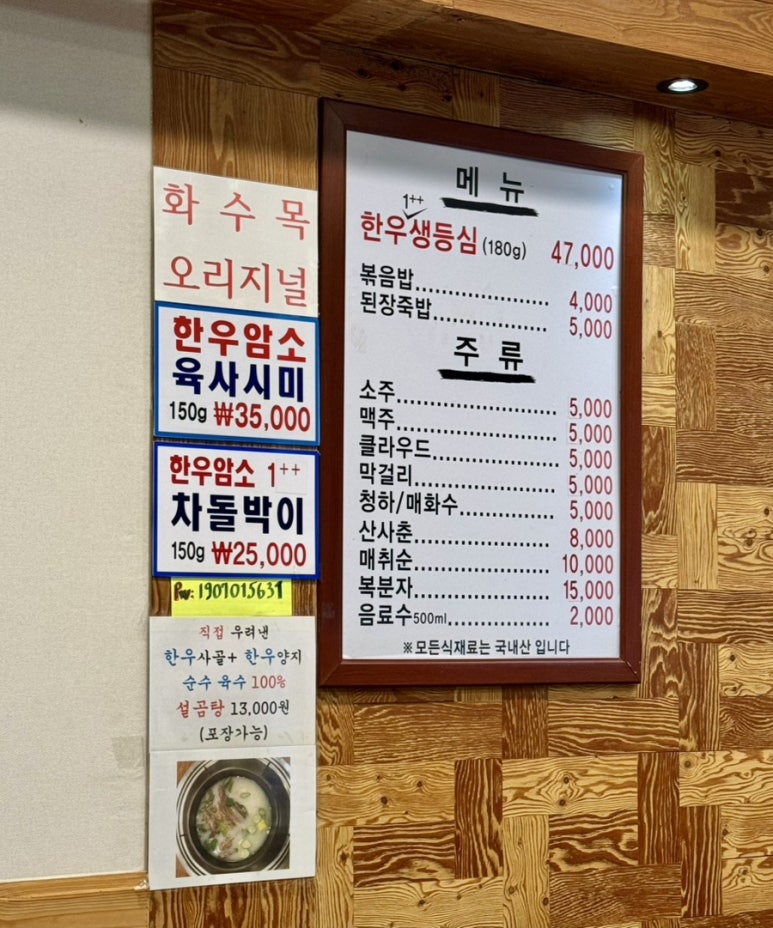 화 수 목
오리지널
한우암소
육사시미
150g ₩35,000
한우암소 1++
차돌박이
150g ₩25,000
Pw: 1907015637
직접 우려낸
한우사골+ 한우양지
순수 육수 100%
설곰탕 13,000원
(포장가능)
메 뉴
1++
한우생등심 (180g) 47,000
볶음밥 4,000
된장죽밥 5,000
주 류
소주 5,000
맥주 5,000
클라우드 5,000
막걸리 5,000
청하/매화수 5,000
산사춘 8,000
매취순 10,000
복분자 15,000
음료수 500ml 2,000
※ 모든식재료는 국내산 입니다